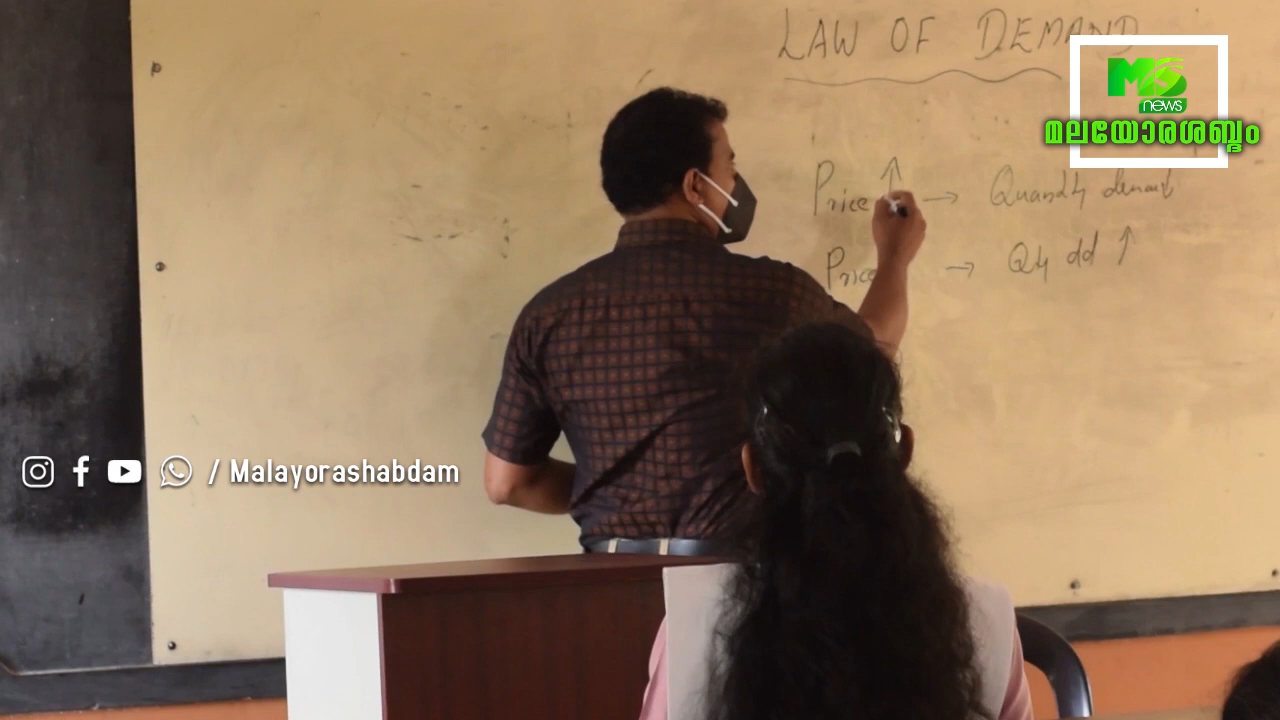 LAW OF DEMAND
MS
news
മലയോരശബ്ദം
Price ↑ → Quantity demand
Price → Qty dd ↑
/ Malayorashabdam